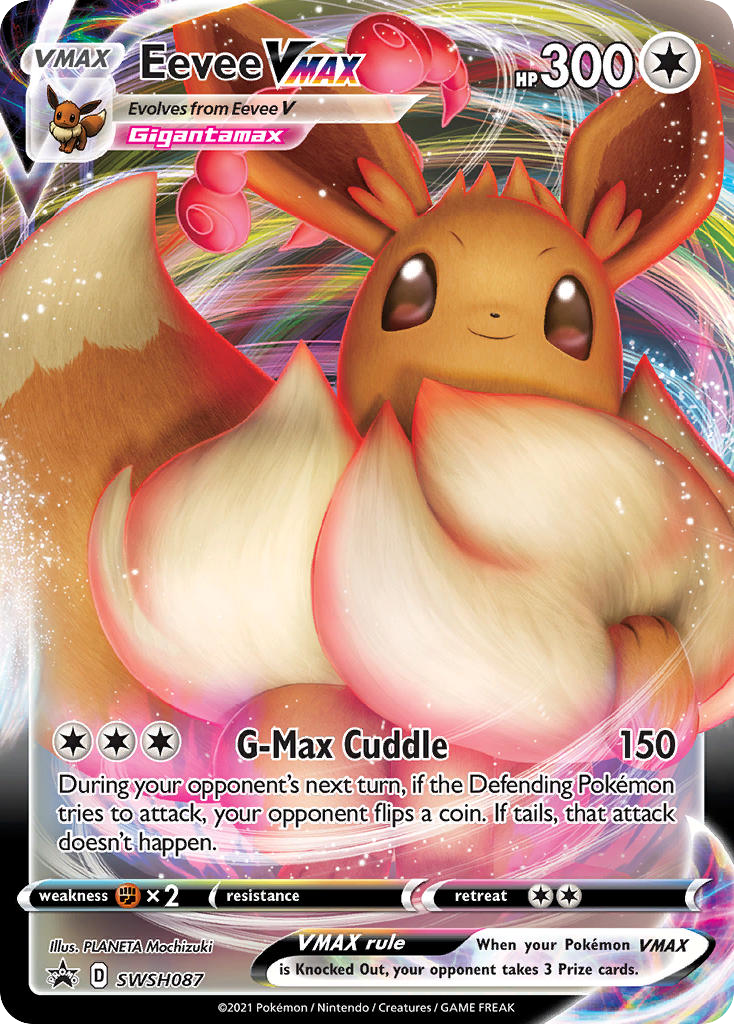 VMAX
Eevee VMAX
HP 300
Evolves from Eevee V
Gigantamax
G-Max Cuddle 150
During your opponent's next turn, if the Defending Pokémon
tries to attack, your opponent flips a coin. If tails, that attack
doesn't happen.
weakness ×2 resistance retreat
Illus. PLANETA Mochizuki
VMAX rule When your Pokémon VMAX
is Knocked Out, your opponent takes 3 Prize cards.
D SWSH087
©2021 Pokémon / Nintendo / Creatures / GAME FREAK